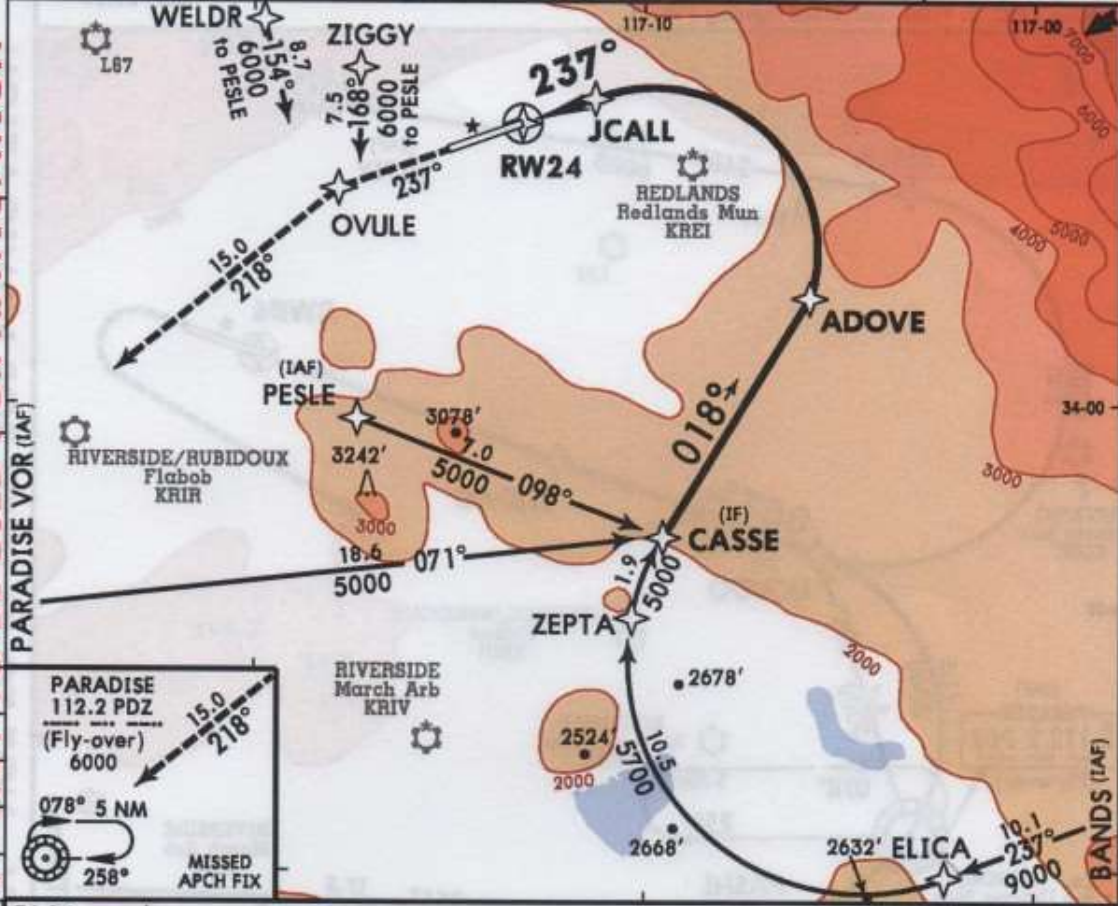 WELDR
8.7
154°
6000
to PESLE
ZIGGY
7.5
168°
6000
to PESLE
L67
237°
JCALL
RW24
237°
OVULE
15.0
218°
117-10
117-00
7000
6000
5000
4000
3000
REDLANDS
Redlands Mun
KREI
ADOVE
34-00
018°
(IAF)
PESLE
3078'
7.0
5000
098°
3242'
3000
RIVERSIDE/RUBIDOUX
Flabob
KRIR
PARADISE VOR (IAF)
18.6
5000
071°
(IF)
CASSE
1.9
5000
ZEPTA
2000
RIVERSIDE
March Arb
KRIV
2678'
2524'
2000
10.5
5700
2668'
2632'
ELICA
10.1
237°
9000
BANDS (IAF)
PARADISE
112.2 PDZ
(Fly-over)
6000
15.0
218°
078° 5 NM
258°
MISSED
APCH FIX